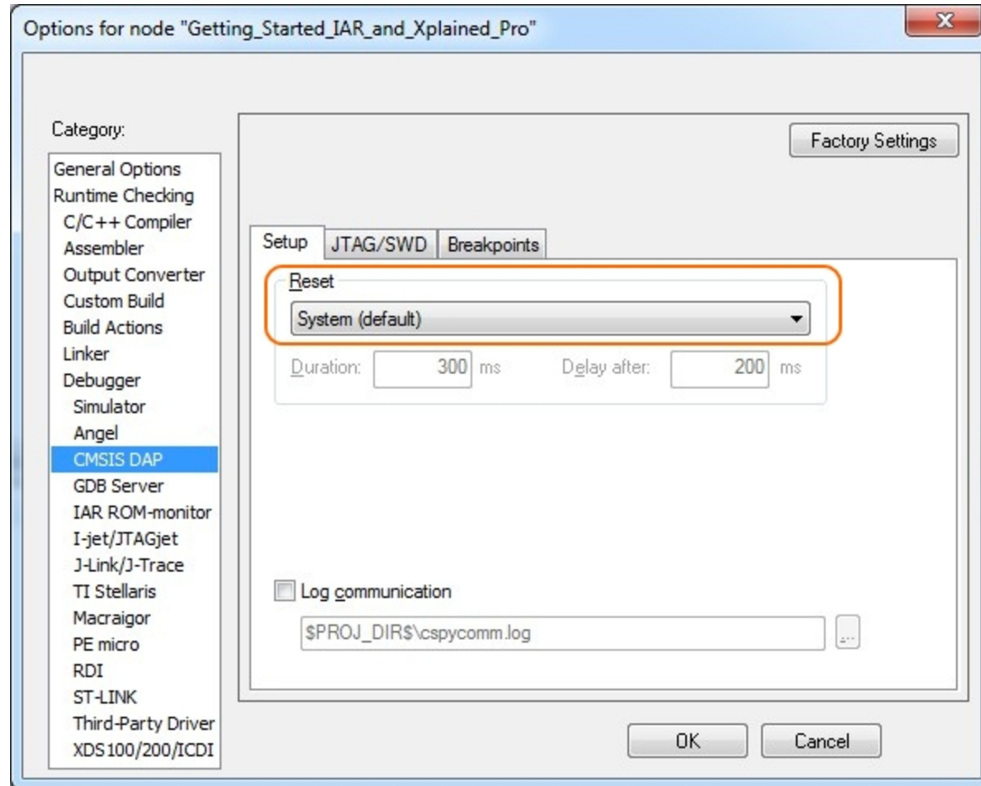 Options for node "Getting_Started_IAR_and_Xplained_Pro"
Category:
Factory Settings
General Options
Runtime Checking
C/C++ Compiler
Assembler
Output Converter
Custom Build
Build Actions
Linker
Debugger
Simulator
Angel
CMSIS DAP
GDB Server
IAR ROM-monitor
I-jet/JTAGjet
J-Link/J-Trace
TI Stellaris
Macraigor
PE micro
RDI
ST-LINK
Third-Party Driver
XDS100/200/ICDI
Setup JTAG/SWD Breakpoints
Reset
System (default)
Duration: 300 ms Delay after: 200 ms
Log communication
$PROJ_DIR$\cspycomm.log ...
OK Cancel